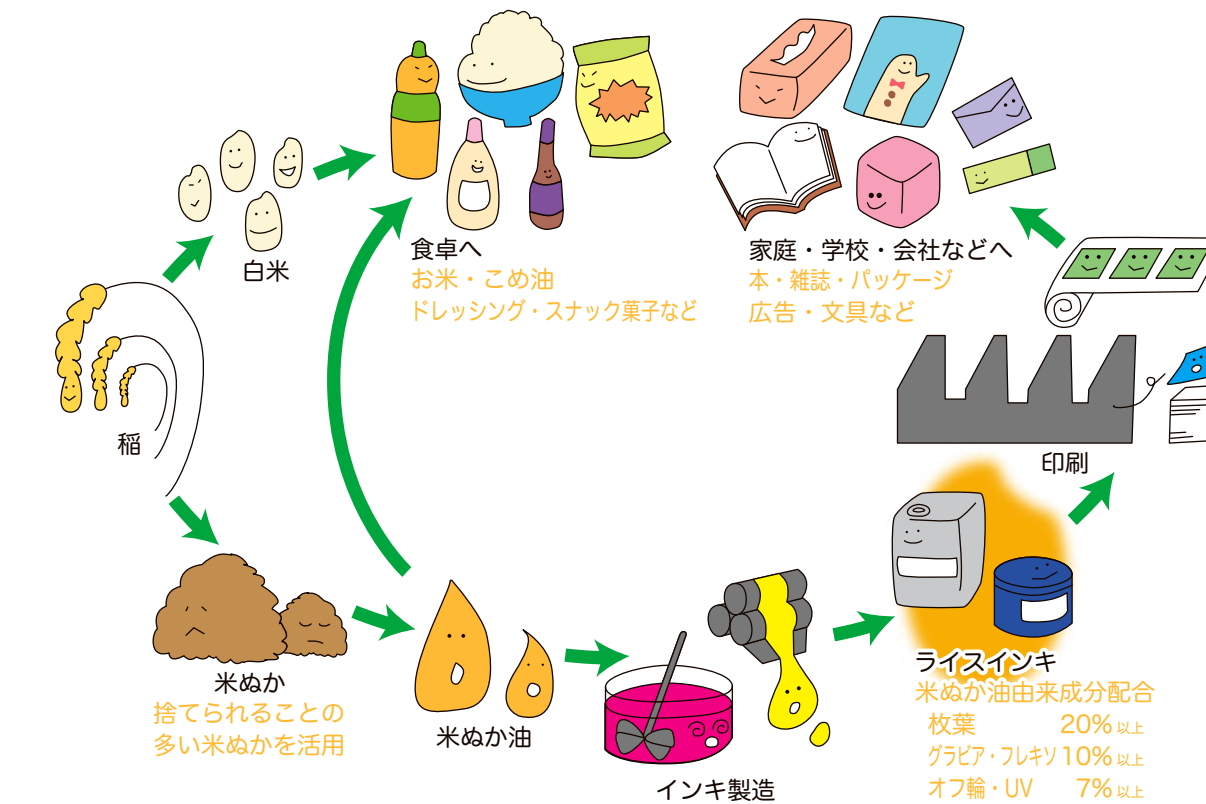 食卓へ
お米・こめ油
ドレッシング・スナック菓子など
家庭・学校・会社などへ
本・雑誌・パッケージ
広告・文具など
白米
稲
印刷
米ぬか
捨てられることの
多い米ぬかを活用
米ぬか油
インキ製造
ライスインキ
米ぬか油由来成分配合
枚葉 20%以上
グラビア・フレキソ 10%以上
オフ輪・UV 7%以上